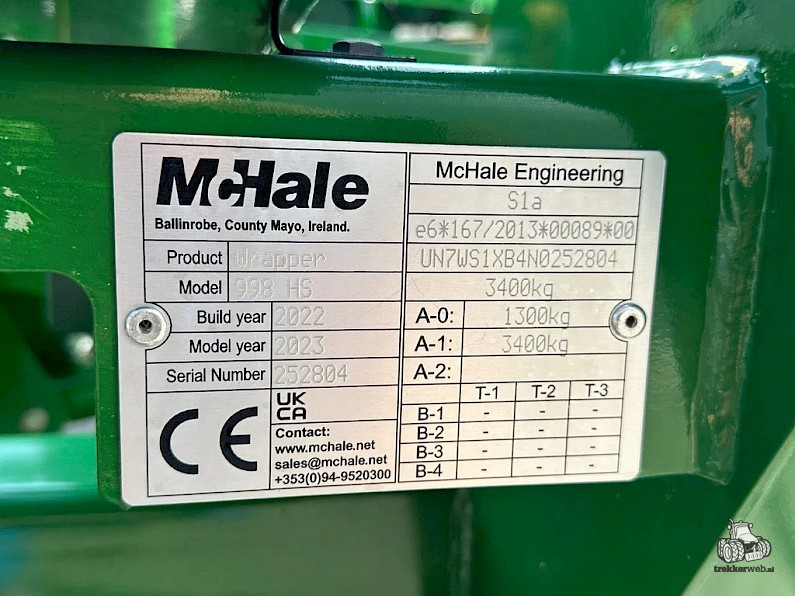 McHale
Ballinrobe, County Mayo, Ireland.
Product Wrapper
Model 998 HS
Build year 2022
Model year 2023
Serial Number 252804
CE
UK
CA
Contact:
www.mchale.net
sales@mchale.net
+353(0)94-9520300
McHale Engineering
S1a
e6*167/2013*00089*00
UN7WS1XB4N0252804
3400kg
A-0: 1300kg
A-1: 3400kg
A-2:
T-1 T-2 T-3
B-1 - - -
B-2 - - -
B-3 - - -
B-4 - - -
trekkerweb.nl